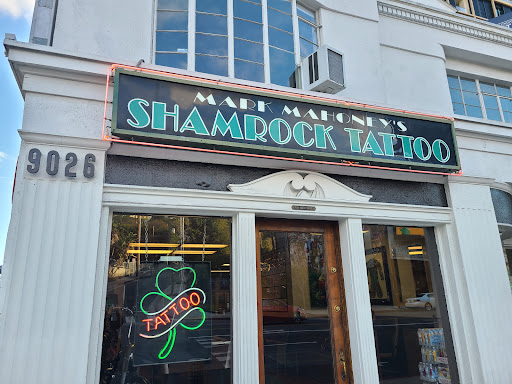 MARK MAHONEY'S
SHAMROCK TATTOO
9026
TATTOO